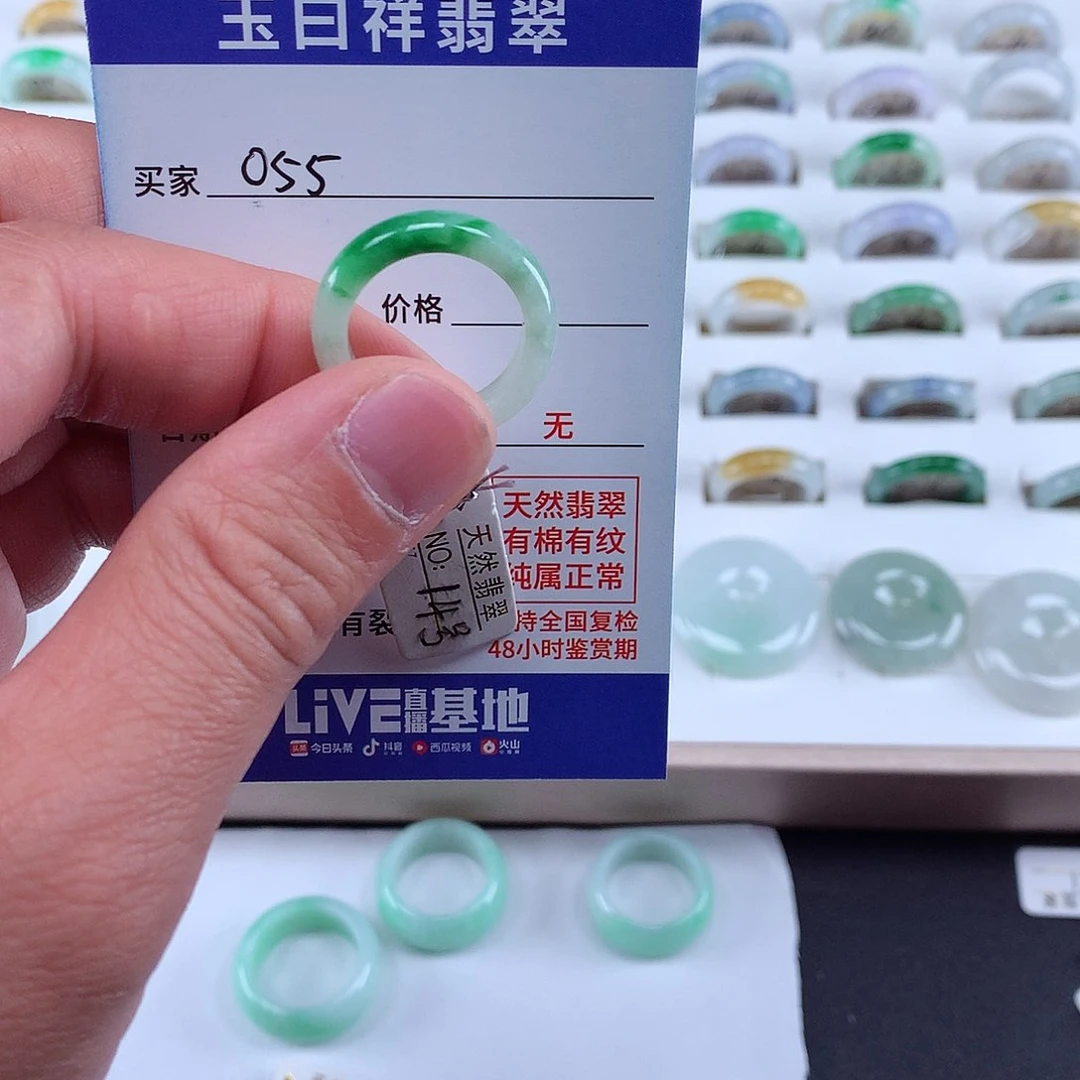 玉日祥翡翠
买家 055
价格
无
天然翡翠
有棉有纹
纯属正常
有裂
持全国复检
48小时鉴赏期
天然翡翠
NO:
LiVE直播基地
今日头条 抖音 西瓜视频 火山